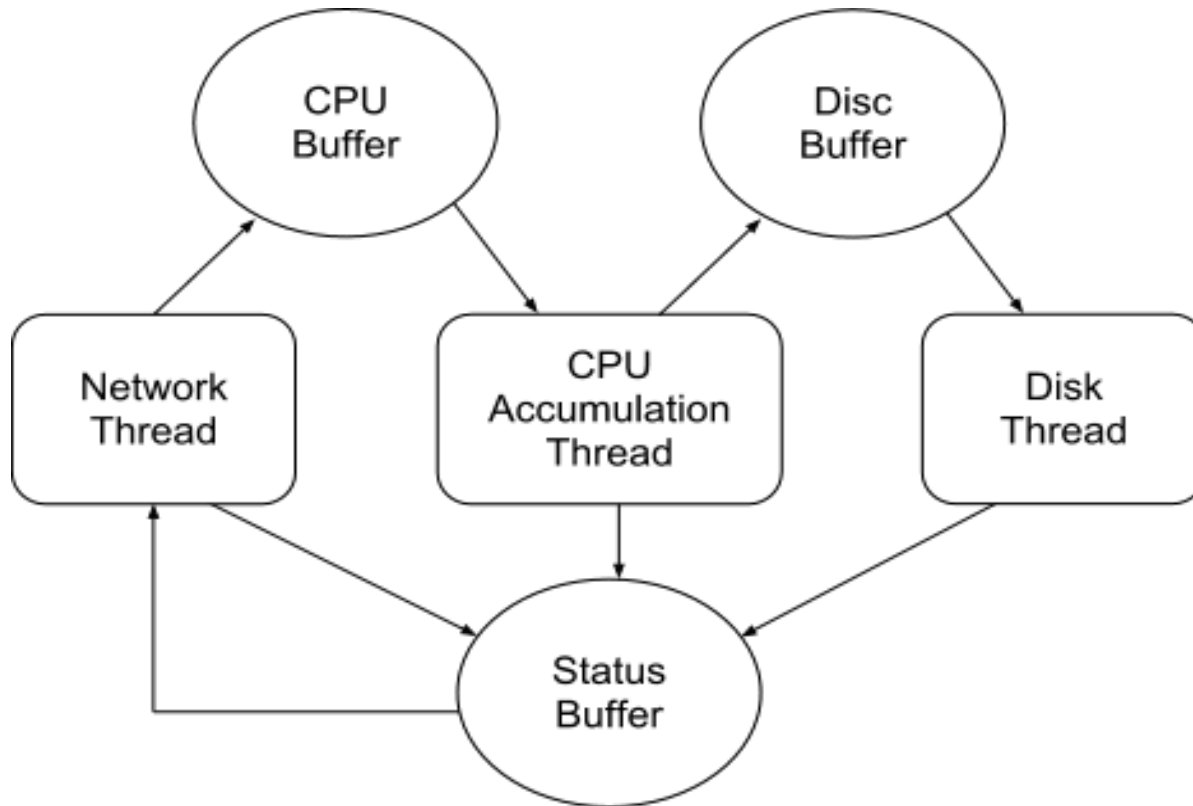 CPU
Buffer
Disc
Buffer
Network
Thread
CPU
Accumulation
Thread
Disk
Thread
Status
Buffer